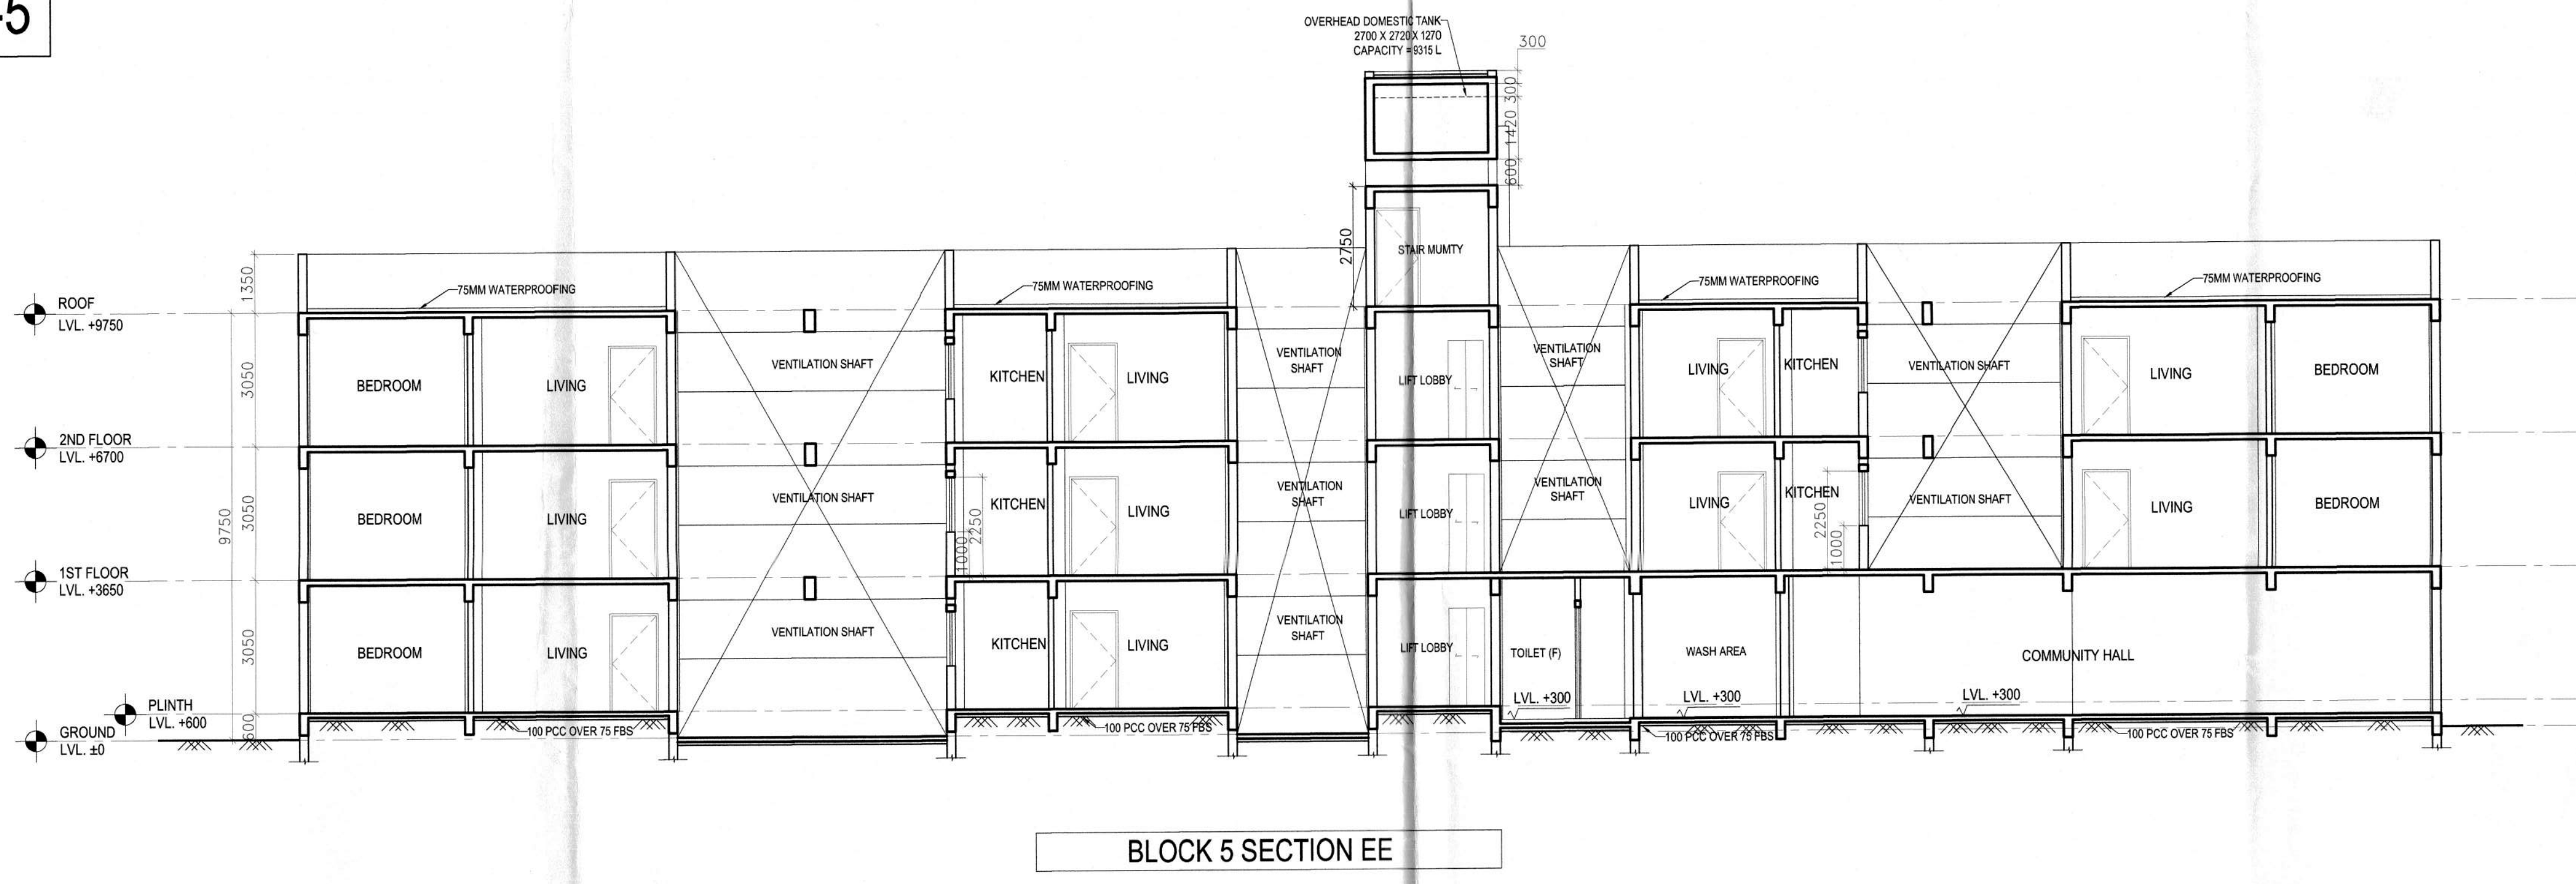 -5
OVERHEAD DOMESTIC TANK
2700 X 2720 X 1270
CAPACITY = 9315 L
300
300
1420
600
2750
STAIR MUMTY
1350
75MM WATERPROOFING
75MM WATERPROOFING
75MM WATERPROOFING
75MM WATERPROOFING
ROOF
LVL. +9750
3050
BEDROOM
LIVING
VENTILATION SHAFT
KITCHEN
LIVING
VENTILATION
SHAFT
LIFT LOBBY
VENTILATION
SHAFT
LIVING
KITCHEN
VENTILATION SHAFT
LIVING
BEDROOM
2ND FLOOR
LVL. +6700
9750
3050
BEDROOM
LIVING
VENTILATION SHAFT
1000
2250
KITCHEN
LIVING
VENTILATION
SHAFT
LIFT LOBBY
VENTILATION
SHAFT
LIVING
KITCHEN
2250
1000
VENTILATION SHAFT
LIVING
BEDROOM
1ST FLOOR
LVL. +3650
3050
BEDROOM
LIVING
VENTILATION SHAFT
KITCHEN
LIVING
VENTILATION
SHAFT
LIFT LOBBY
TOILET (F)
WASH AREA
COMMUNITY HALL
LVL. +300
LVL. +300
LVL. +300
PLINTH
LVL. +600
600
GROUND
LVL. ±0
100 PCC OVER 75 FBS
100 PCC OVER 75 FBS
100 PCC OVER 75 FBS
100 PCC OVER 75 FBS
BLOCK 5 SECTION EE